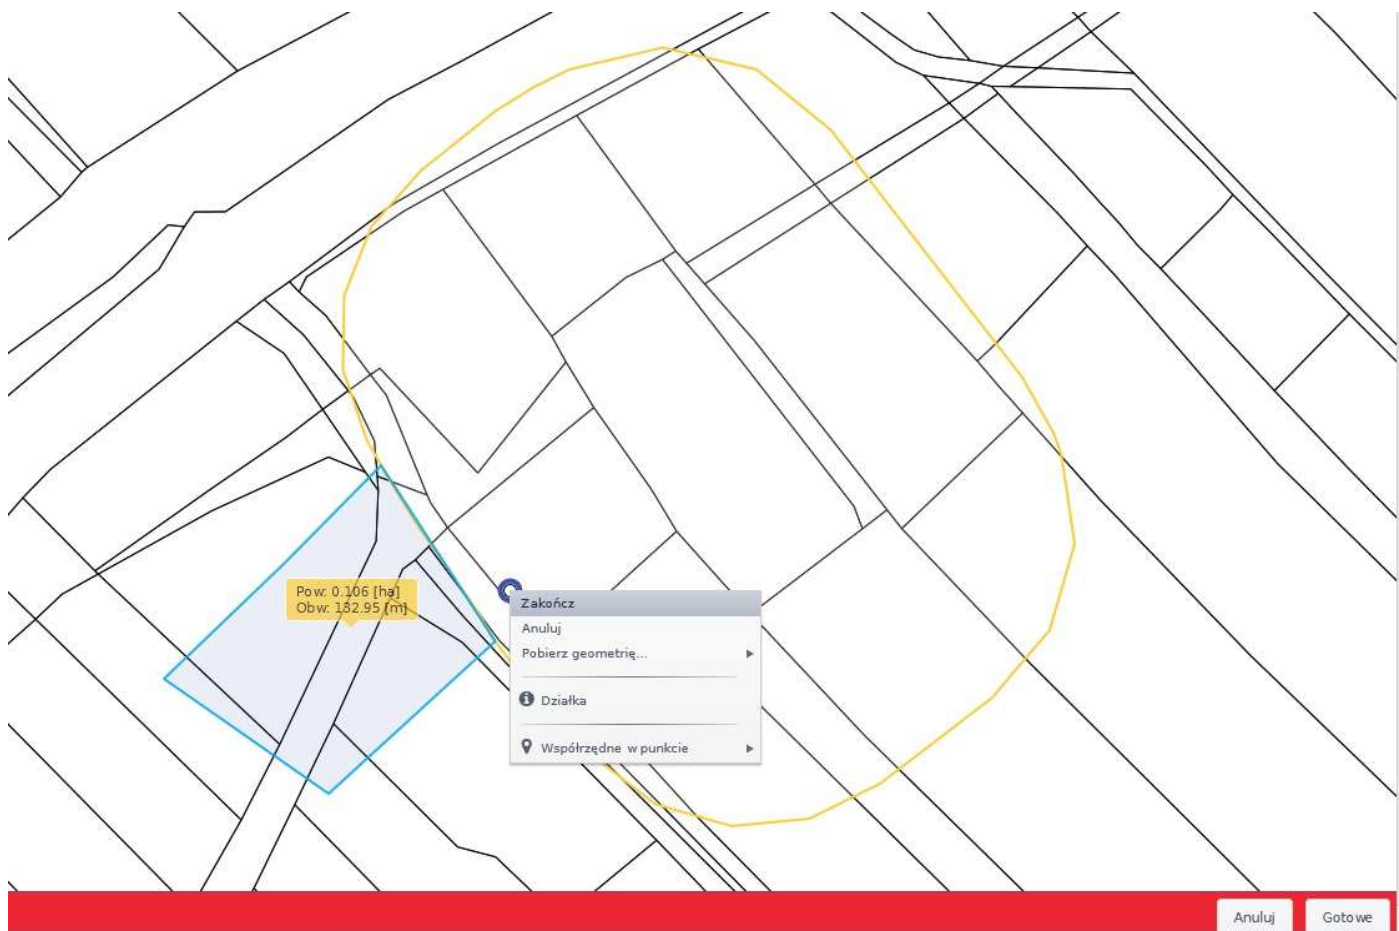 Pow: 0.106 [ha]
Obw: 132.95 [m]
Zakończ
Anuluj
Pobierz geometrię...
Działka
Współrzędne w punkcie
Anuluj
Gotowe